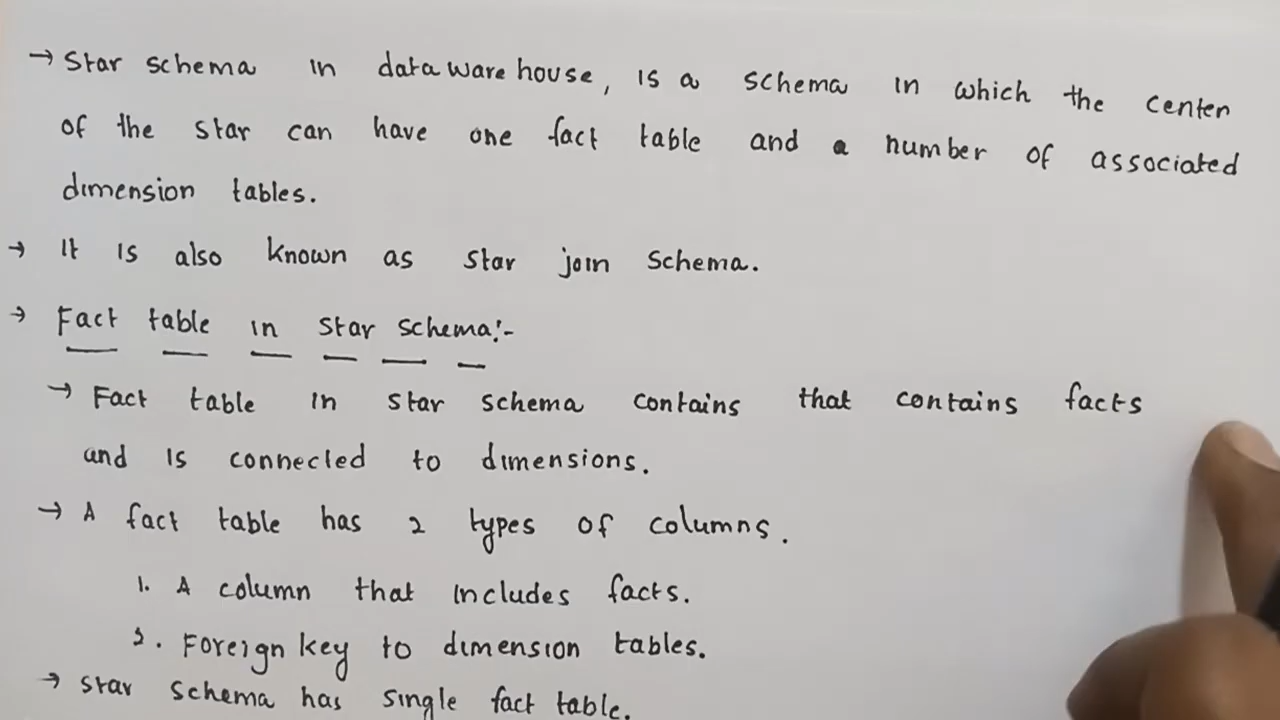 → Star schema in data ware house, is a schema in which the center
of the star can have one fact table and a number of associated
dimension tables.
→ It is also known as star join schema.
→ Fact table in star schema:-
→ Fact table in star schema contains that contains facts
and is connected to dimensions.
→ A fact table has 2 types of columns.
1. A column that includes facts.
2. Foreign key to dimension tables.
→ star schema has single fact table.